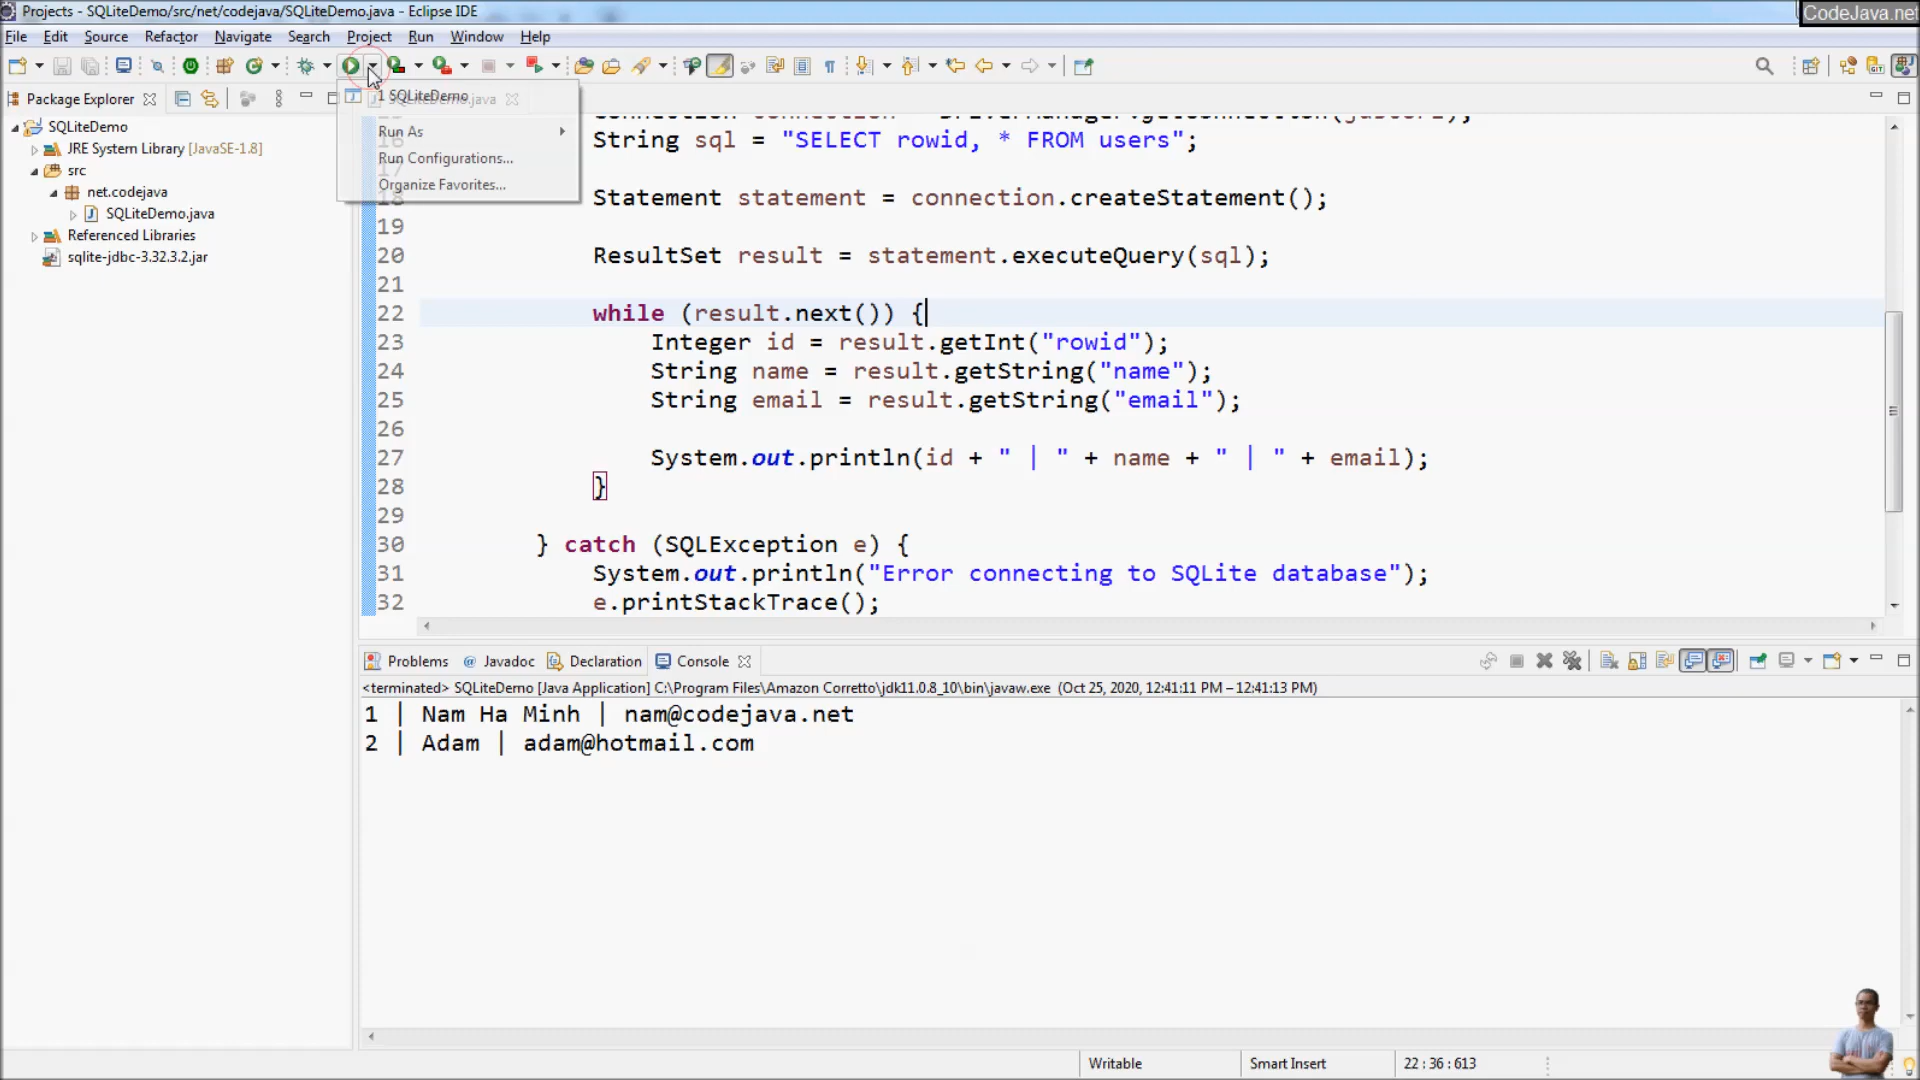 Projects - SQLiteDemo/src/net/codejava/SQLiteDemo.java - Eclipse IDE
CodeJava.net
File Edit Source Refactor Navigate Search Project Run Window Help
Package Explorer
SQLiteDemo
JRE System Library [JavaSE-1.8]
src
net.codejava
SQLiteDemo.java
Referenced Libraries
sqlite-jdbc-3.32.3.2.jar
1 SQLiteDemo
SQLiteDemo.java
Run As
Run Configurations...
Organize Favorites...
16 String sql = "SELECT rowid, * FROM users";
17
18 Statement statement = connection.createStatement();
19
20 ResultSet result = statement.executeQuery(sql);
21
22 while (result.next()) {
23 Integer id = result.getInt("rowid");
24 String name = result.getString("name");
25 String email = result.getString("email");
26
27 System.out.println(id + " | " + name + " | " + email);
28 }
29
30 } catch (SQLException e) {
31 System.out.println("Error connecting to SQLite database");
32 e.printStackTrace();
Problems @ Javadoc Declaration Console
<terminated> SQLiteDemo [Java Application] C:\Program Files\Amazon Corretto\jdk11.0.8_10\bin\javaw.exe (Oct 25, 2020, 12:41:11 PM – 12:41:13 PM)
1 | Nam Ha Minh | nam@codejava.net
2 | Adam | adam@hotmail.com
Writable Smart Insert 22 : 36 : 613